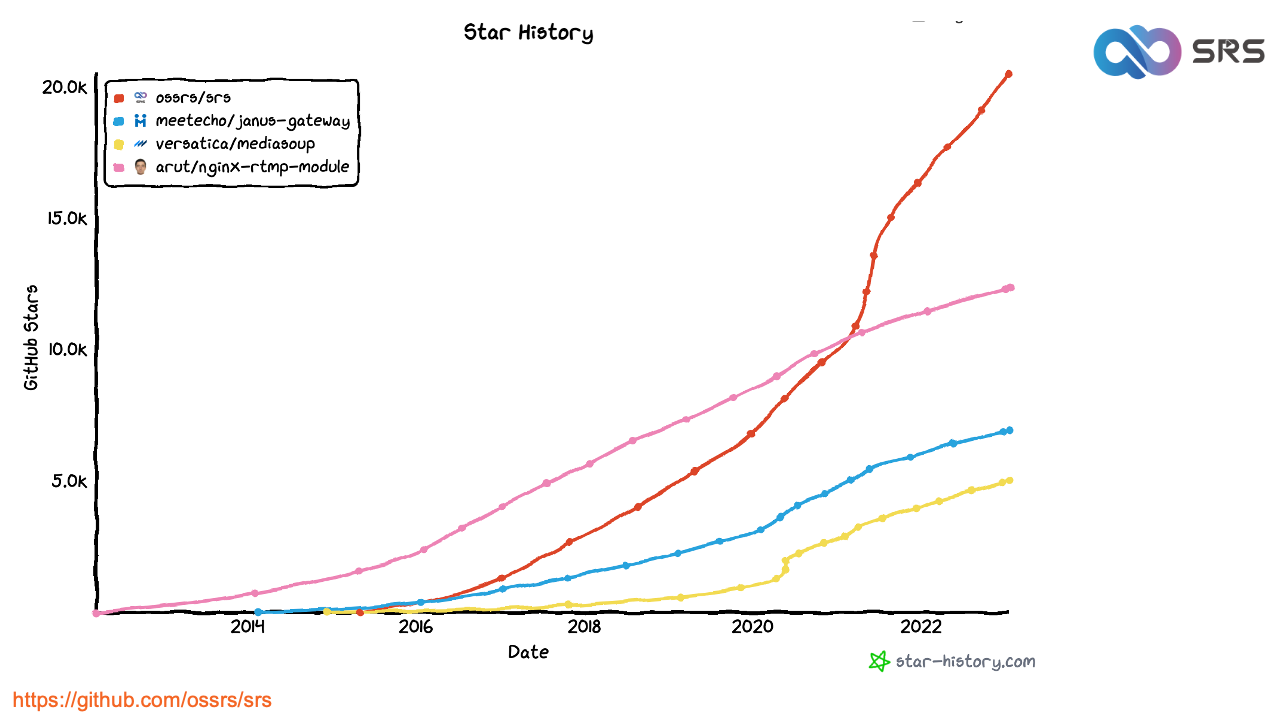 Star History
SRS
20.0k
15.0k
10.0k
5.0k
GitHub Stars
ossrs/srs
meetecho/janus-gateway
versatica/mediasoup
arut/nginx-rtmp-module
2014
2016
2018
2020
2022
Date
star-history.com
https://github.com/ossrs/srs